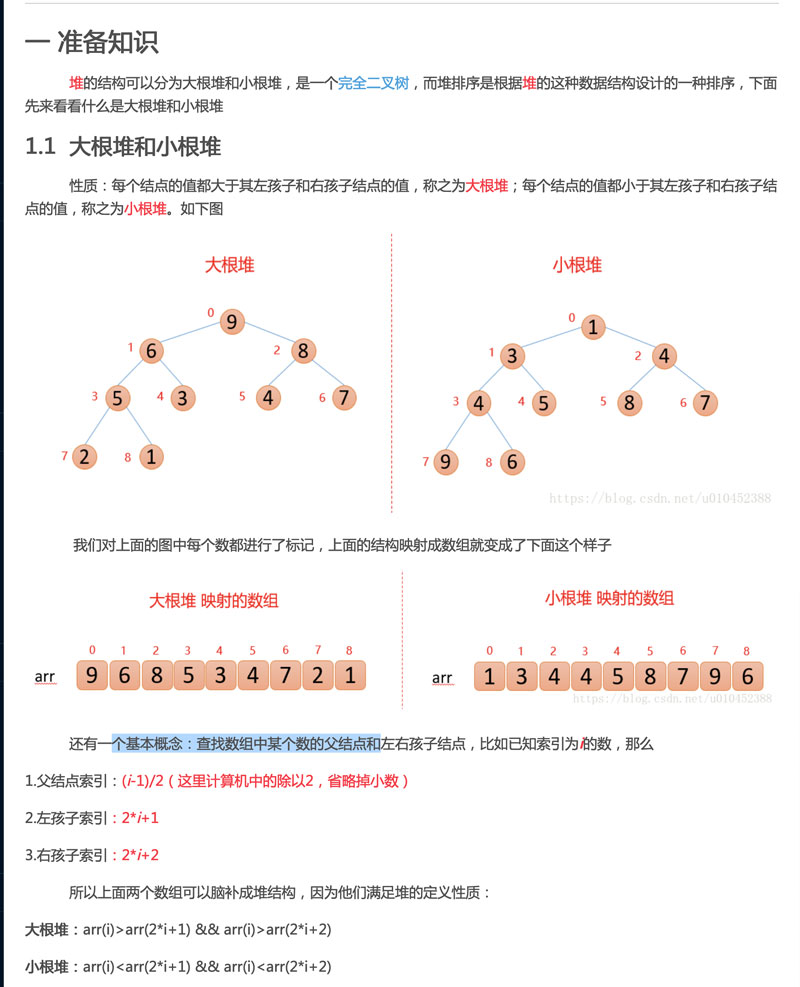 一 准备知识
堆的结构可以分为大根堆和小根堆，是一个完全二叉树，而堆排序是根据堆的这种数据结构设计的一种排序，下面
先来看看什么是大根堆和小根堆
1.1 大根堆和小根堆
性质：每个结点的值都大于其左孩子和右孩子结点的值，称之为大根堆；每个结点的值都小于其左孩子和右孩子结
点的值，称之为小根堆。如下图
大根堆
0
9
1
6
2
8
3
5
4
3
5
4
6
7
7
2
8
1
小根堆
0
1
1
3
2
4
3
4
4
5
5
8
6
7
7
9
8
6
https://blog.csdn.net/u010452388
我们对上面的图中每个数都进行了标记，上面的结构映射成数组就变成了下面这个样子
大根堆 映射的数组
0 1 2 3 4 5 6 7 8
arr 9 6 8 5 3 4 7 2 1
小根堆 映射的数组
0 1 2 3 4 5 6 7 8
arr 1 3 4 4 5 8 7 9 6
https://blog.csdn.net/u010452388
还有一个基本概念：查找数组中某个数的父结点和左右孩子结点，比如已知索引为i的数，那么
1.父结点索引：(i-1)/2（这里计算机中的除以2，省略掉小数）
2.左孩子索引：2*i+1
3.右孩子索引：2*i+2
所以上面两个数组可以脑补成堆结构，因为他们满足堆的定义性质：
大根堆：arr(i)>arr(2*i+1) && arr(i)>arr(2*i+2)
小根堆：arr(i)<arr(2*i+1) && arr(i)<arr(2*i+2)